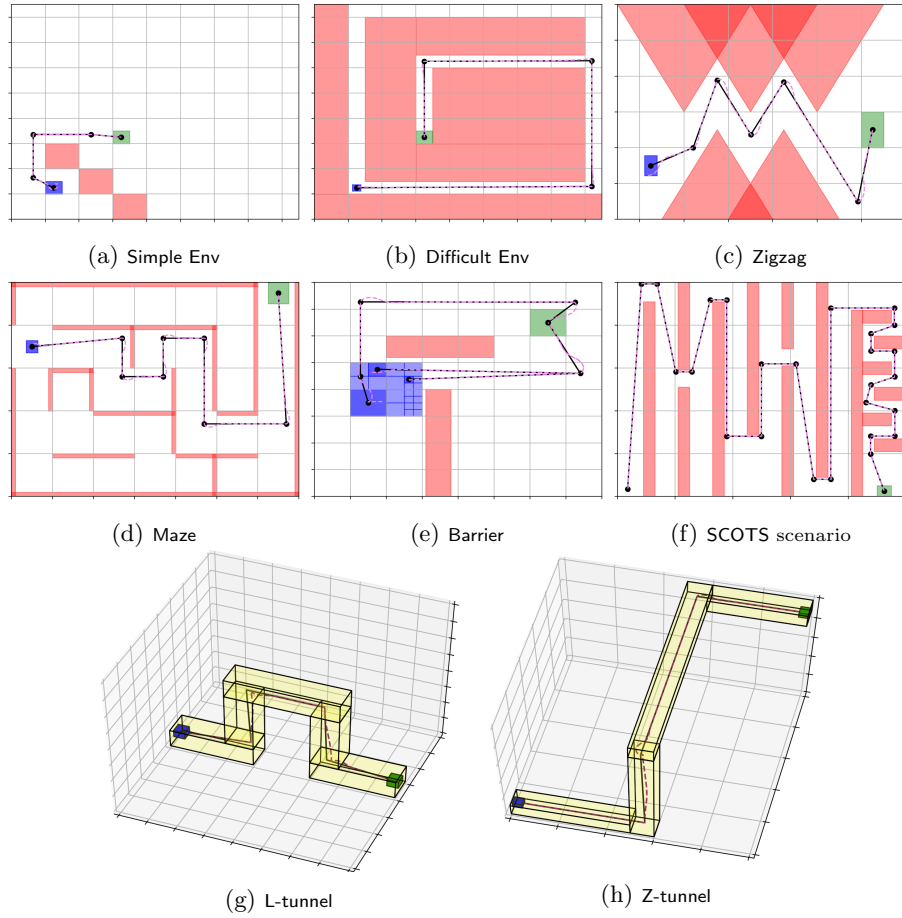 (a) Simple Env
(b) Difficult Env
(c) Zigzag
(d) Maze
(e) Barrier
(f) SCOTS scenario
(g) L-tunnel
(h) Z-tunnel